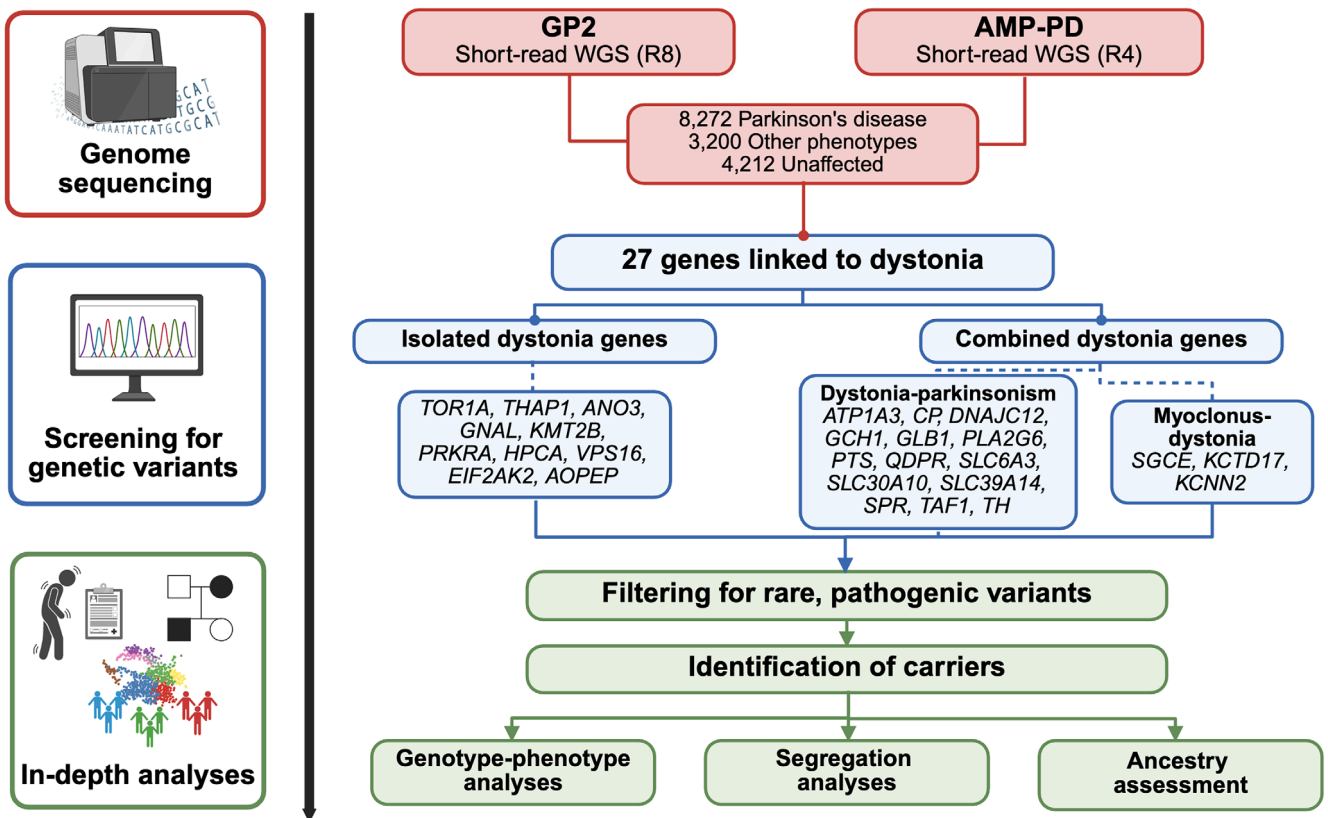 GP2
Short-read WGS (R8)
AMP-PD
Short-read WGS (R4)
8,272 Parkinson's disease
3,200 Other phenotypes
4,212 Unaffected
GCAT
TGCG
AAATATCATGCGCAT
Genome
sequencing
27 genes linked to dystonia
Isolated dystonia genes
Combined dystonia genes
TOR1A, THAP1, ANO3,
GNAL, KMT2B,
PRKRA, HPCA, VPS16,
EIF2AK2, AOPEP
Dystonia-parkinsonism
ATP1A3, CP, DNAJC12,
GCH1, GLB1, PLA2G6,
PTS, QDPR, SLC6A3,
SLC30A10, SLC39A14,
SPR, TAF1, TH
Myoclonus-
dystonia
SGCE, KCTD17,
KCNN2
Screening for
genetic variants
Filtering for rare, pathogenic variants
Identification of carriers
Genotype-phenotype
analyses
Segregation
analyses
Ancestry
assessment
In-depth analyses